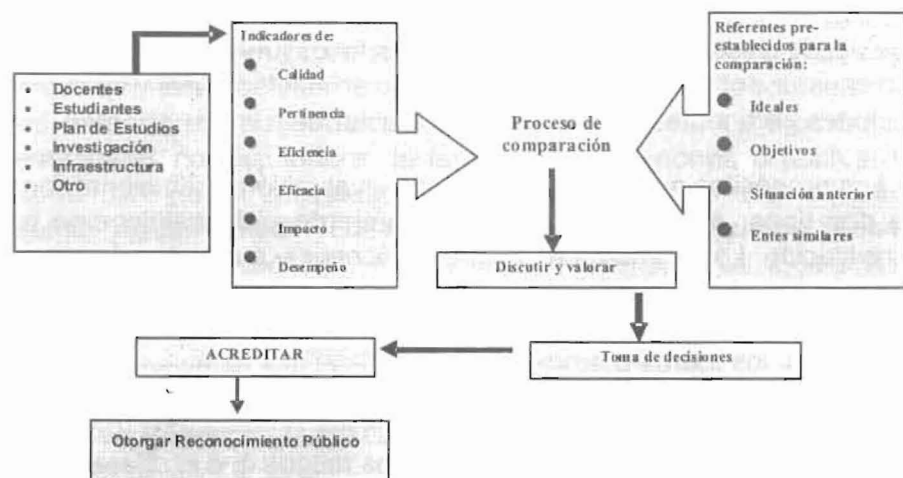 Docentes
Estudiantes
Plan de Estudios
Investigación
Infraestructura
Otro
Indicadores de:
Calidad
Pertinencia
Eficiencia
Eficacia
Impacto
Desempeño
Proceso de
comparación
Referentes pre-
establecidos para la
comparación:
Ideales
Objetivos
Situación anterior
Entes similares
Discutir y valorar
Toma de decisiones
ACREDITAR
Otorgar Reconocimiento Público